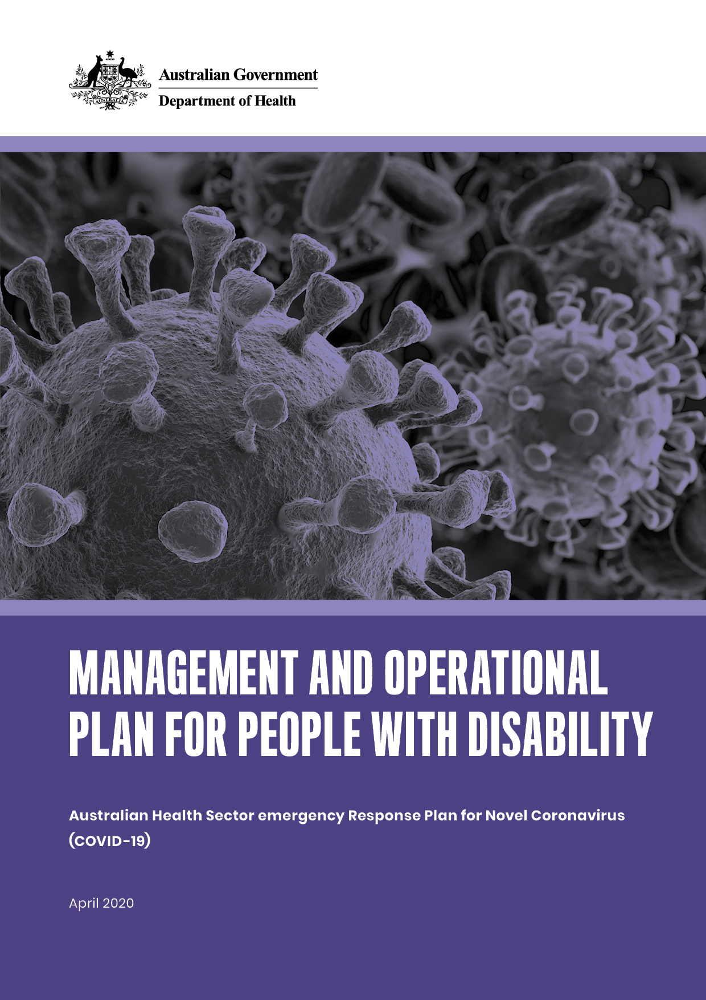 Australian Government
Department of Health
AUSTRALIA
MANAGEMENT AND OPERATIONAL
PLAN FOR PEOPLE WITH DISABILITY
Australian Health Sector emergency Response Plan for Novel Coronavirus
(COVID-19)
April 2020